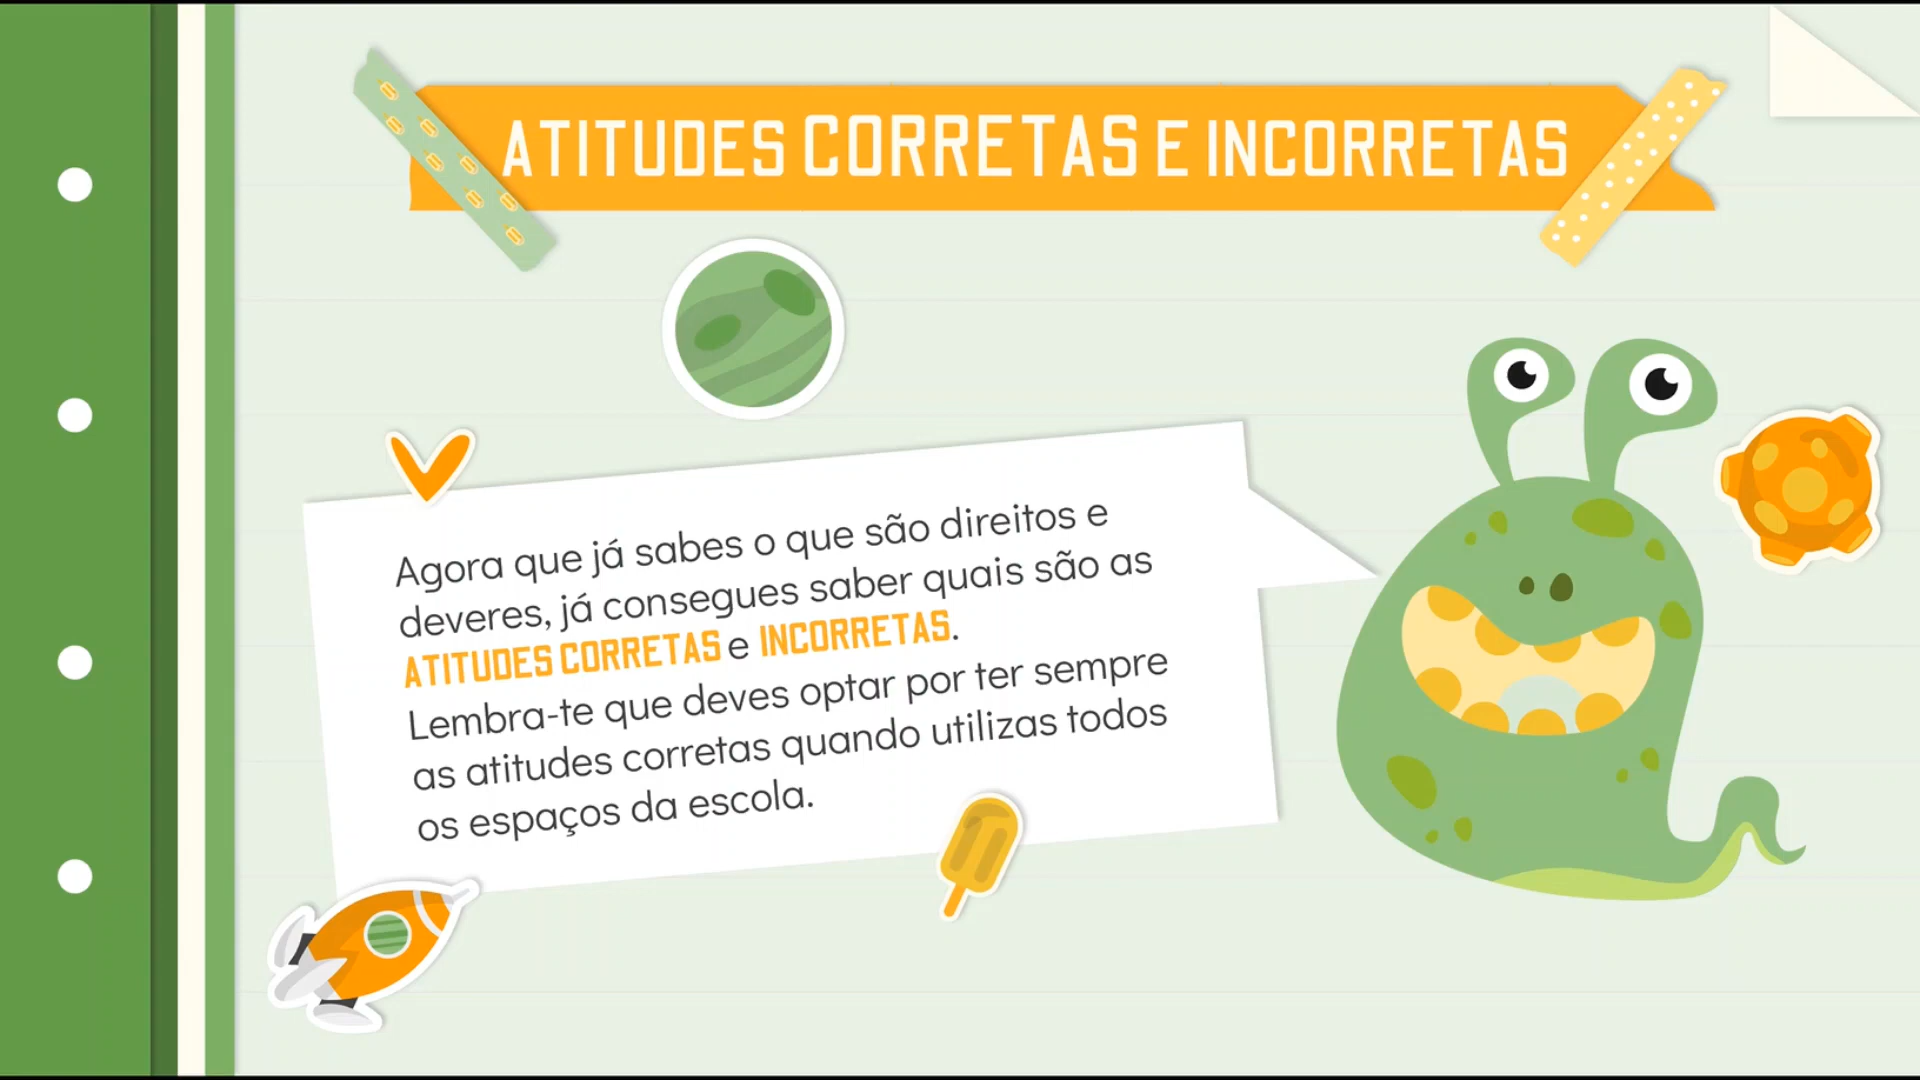 ATITUDES CORRETAS E INCORRETAS
Agora que já sabes o que são direitos e
deveres, já consegues saber quais são as
ATITUDES CORRETAS e INCORRETAS.
Lembra-te que deves optar por ter sempre
as atitudes corretas quando utilizas todos
os espaços da escola.